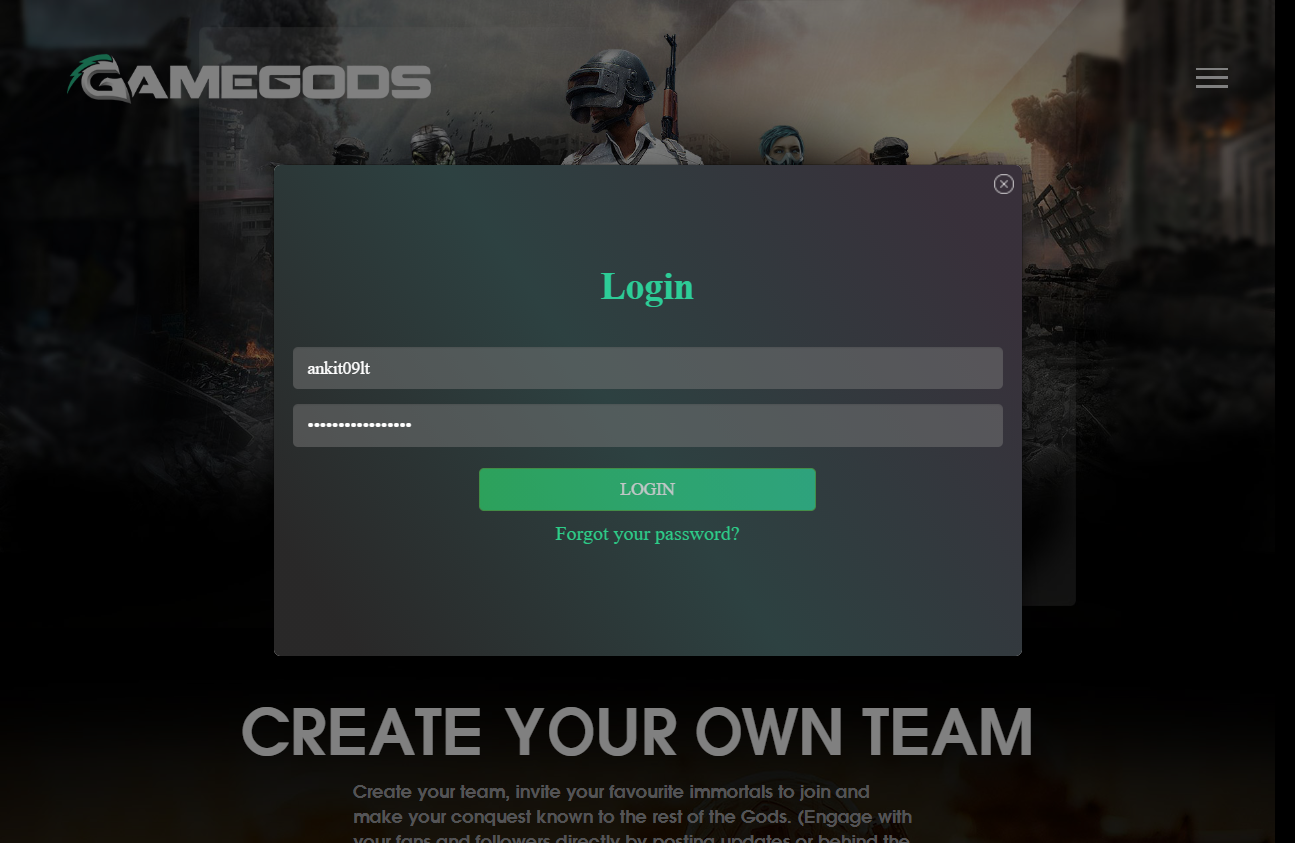 GAMEGODS
Login
ankit09lt
•••••••••••••••••
LOGIN
Forgot your password?
CREATE YOUR OWN TEAM
Create your team, invite your favourite immortals to join and
make your conquest known to the rest of the Gods. (Engage with
your fans and followers directly by posting updates or behind the